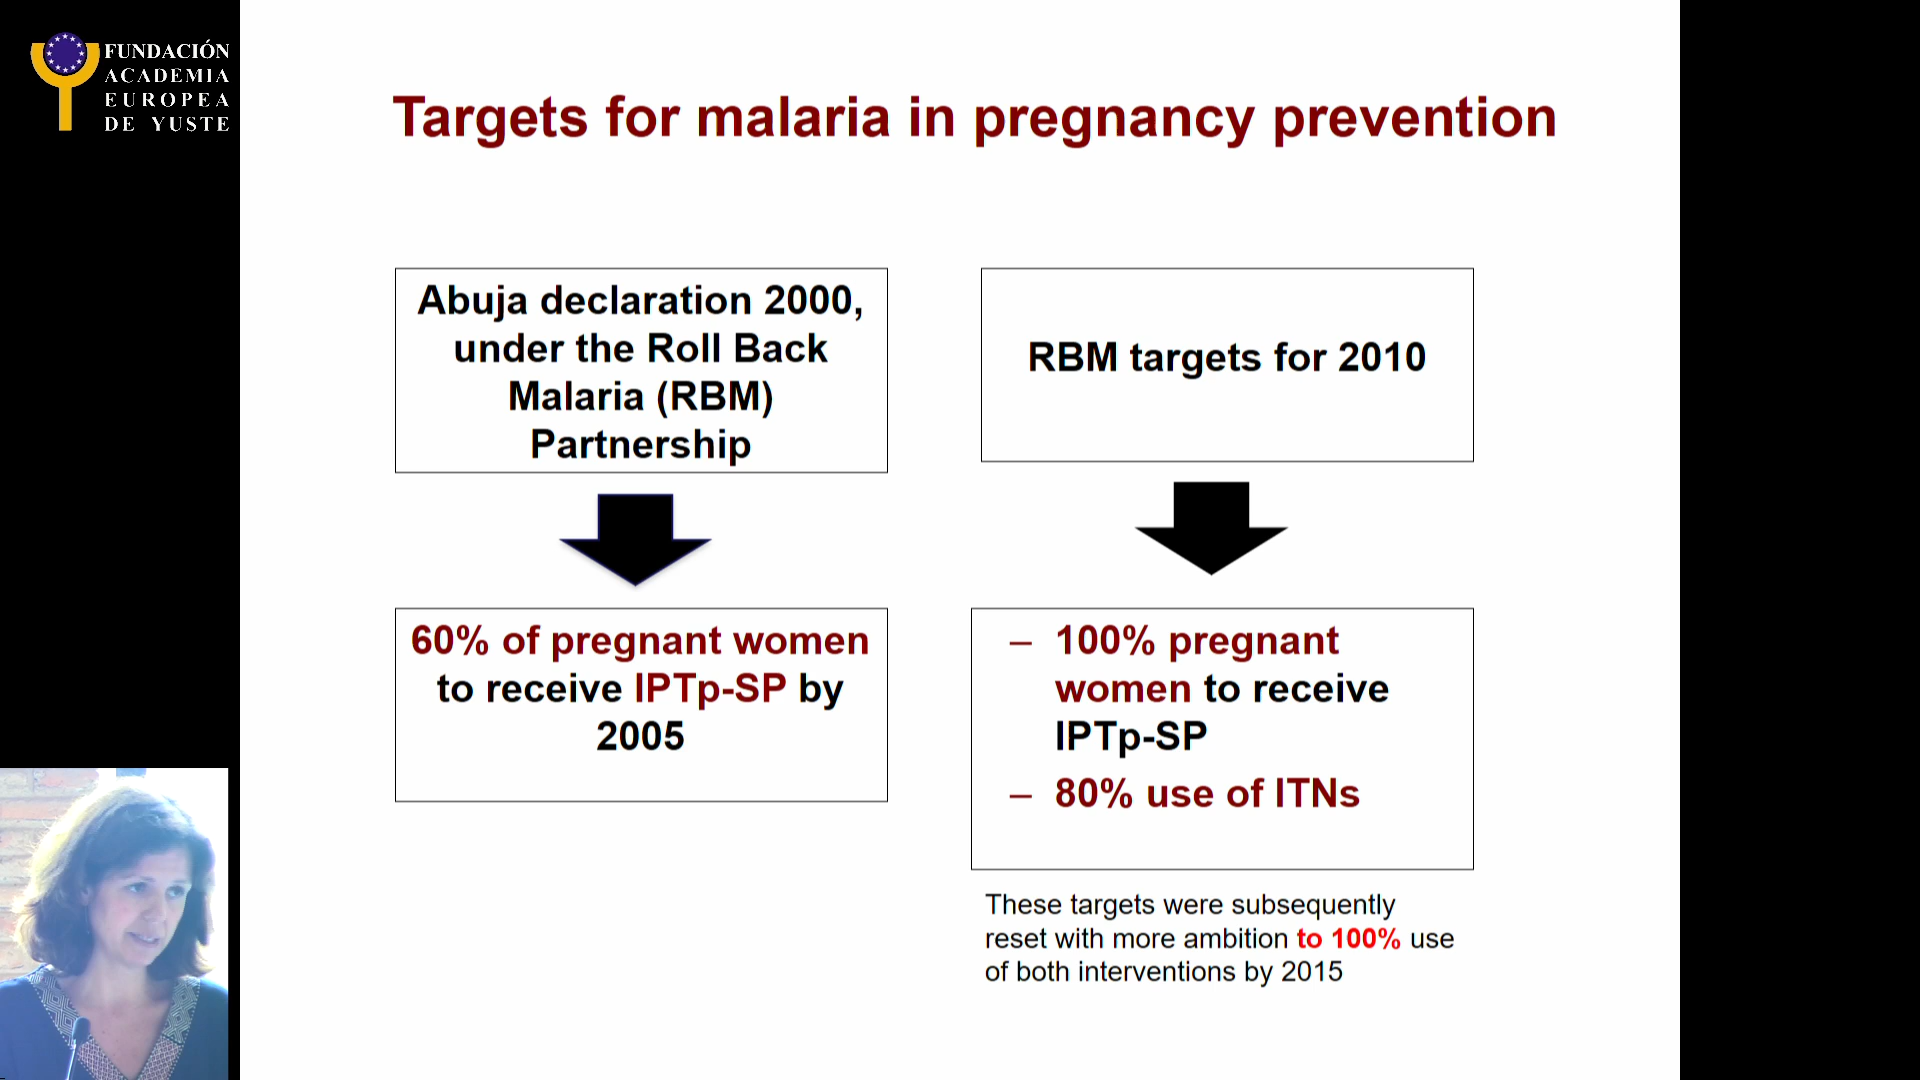 FUNDACIÓN
ACADEMIA
EUROPEA
DE YUSTE
Targets for malaria in pregnancy prevention
Abuja declaration 2000,
under the Roll Back
Malaria (RBM)
Partnership
RBM targets for 2010
60% of pregnant women
to receive IPTp-SP by
2005
– 100% pregnant
women to receive
IPTp-SP
– 80% use of ITNs
These targets were subsequently
reset with more ambition to 100% use
of both interventions by 2015